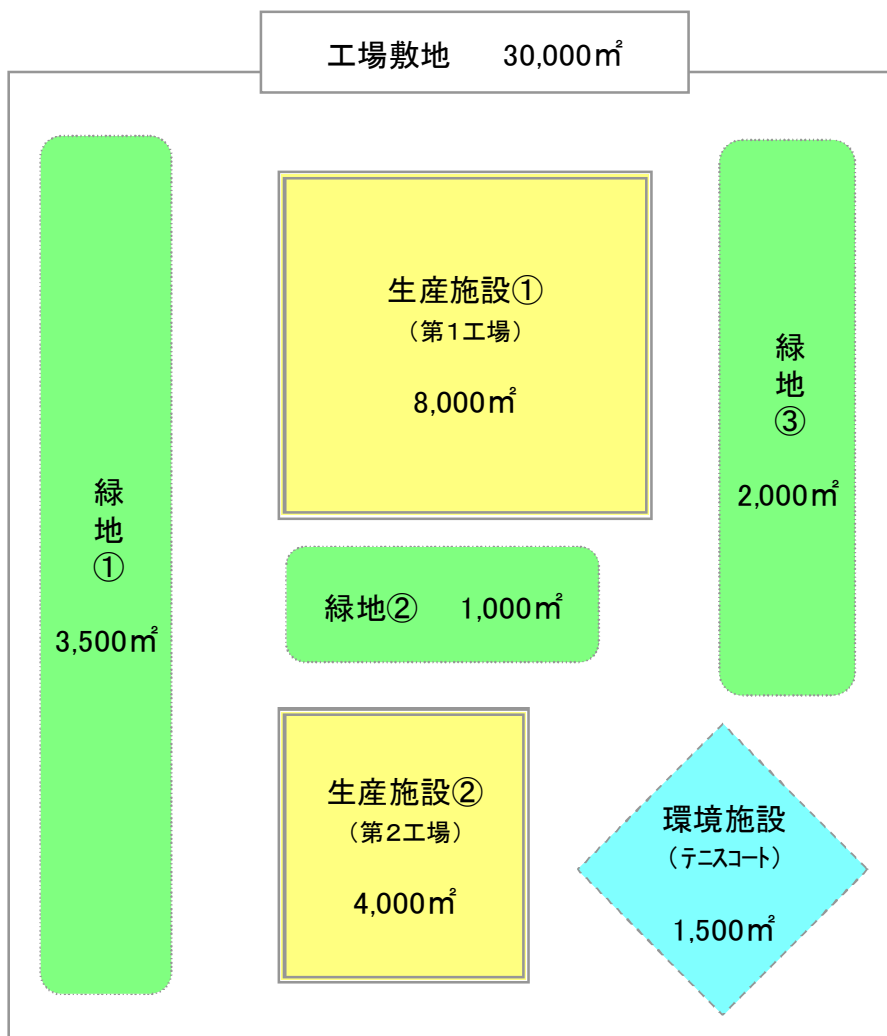 工場敷地　　30,000㎡
生産施設①
（第１工場）
8,000㎡
緑地③
2,000㎡
緑地①
3,500㎡
緑地②　1,000㎡
生産施設②
（第２工場）
4,000㎡
環境施設
（テニスコート）
1,500㎡